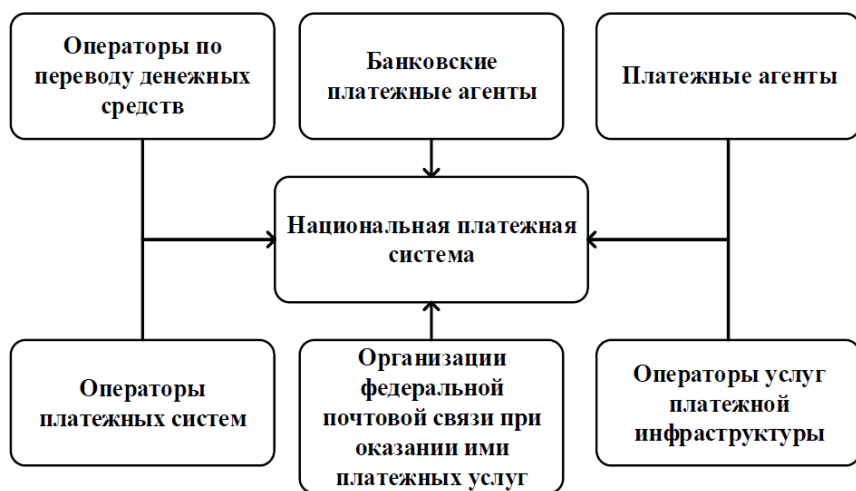 Операторы по
переводу денежных
средств
Банковские
платежные агенты
Платежные агенты
Национальная платежная
система
Операторы
платежных систем
Организации
федеральной
почтовой связи при
оказании ими
платежных услуг
Операторы услуг
платежной
инфраструктуры